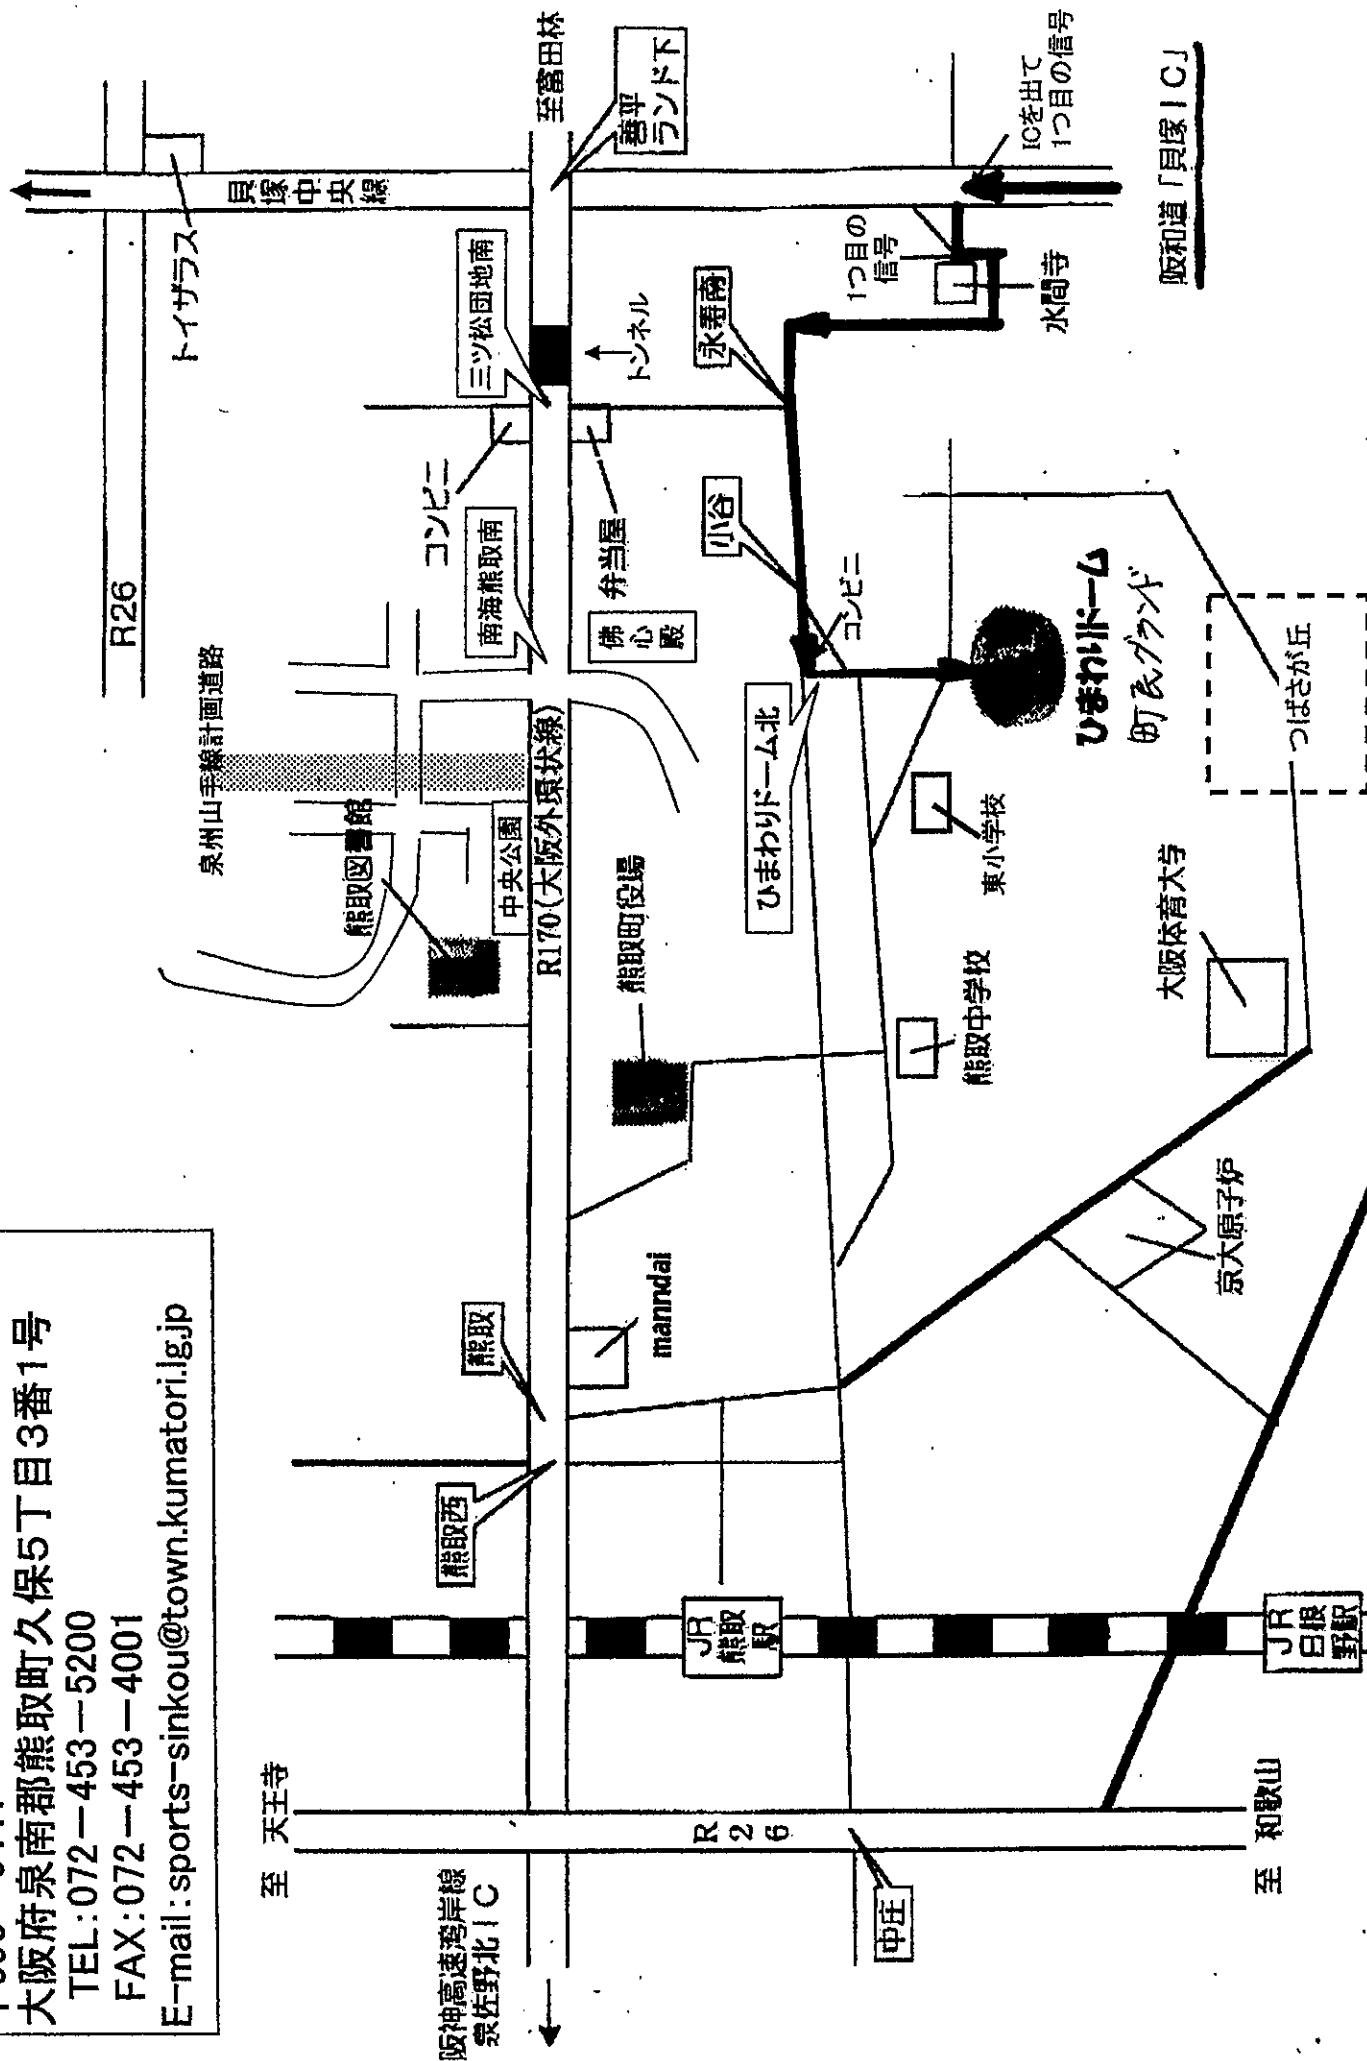 大阪府泉南郡熊取町久保5丁目3番1号
TEL:072-453-5200
FAX:072-453-4001
E-mail:sports-sinkou@town.kumatori.lg.jp
R26
トイザラス
貝塚中央線
至富田林
善平
ランド下
泉州山手線計画道路
三ツ松団地南
コンビニ
トンネル
弁当屋
南海熊取南
佛心殿
熊取図書館
中央公園
R170(大阪外環状線)
熊取町役場
manndai
熊取
熊取西
至 天王寺
阪神高速湾岸線
泉佐野北IC
R26
中庄
至 和歌山
JR
熊取
駅
JR
日根
野駅
永寿南
小谷
コンビニ
ひまわりドーム北
1つ目の
信号
水間寺
ICを出て
1つ目の信号
阪和道「貝塚IC」
ひまわりドーム
町民グランド
東小学校
熊取中学校
大阪体育大学
つばさが丘
京大原子炉